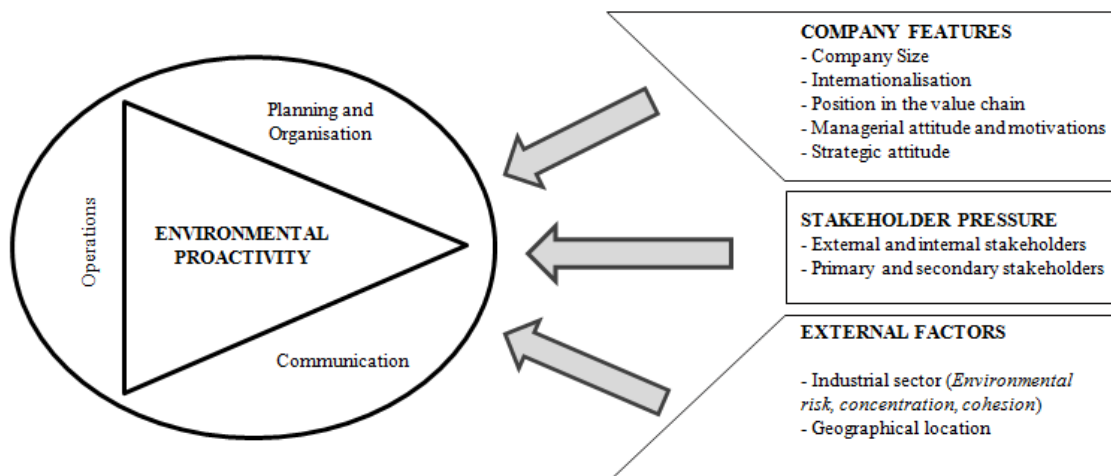 Planning and
Organisation
Operations
ENVIRONMENTAL
PROACTIVITY
Communication
COMPANY FEATURES
- Company Size
- Internationalisation
- Position in the value chain
- Managerial attitude and motivations
- Strategic attitude
STAKEHOLDER PRESSURE
- External and internal stakeholders
- Primary and secondary stakeholders
EXTERNAL FACTORS
- Industrial sector (Environmental
risk, concentration, cohesion)
- Geographical location